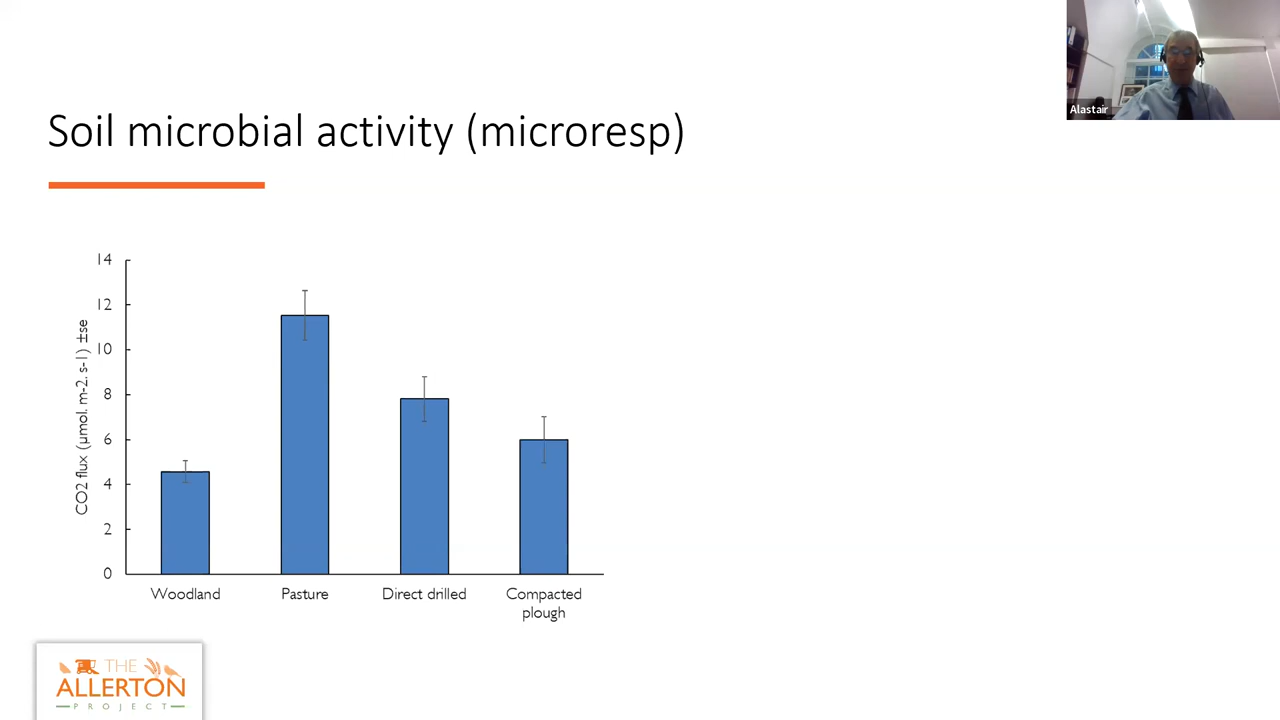 Alastair
Soil microbial activity (microresp)
14
12
10
8
6
4
2
0
CO2 flux (µmol. m-2. s-1) ±se
Woodland
Pasture
Direct drilled
Compacted
plough
THE
ALLERTON
PROJECT